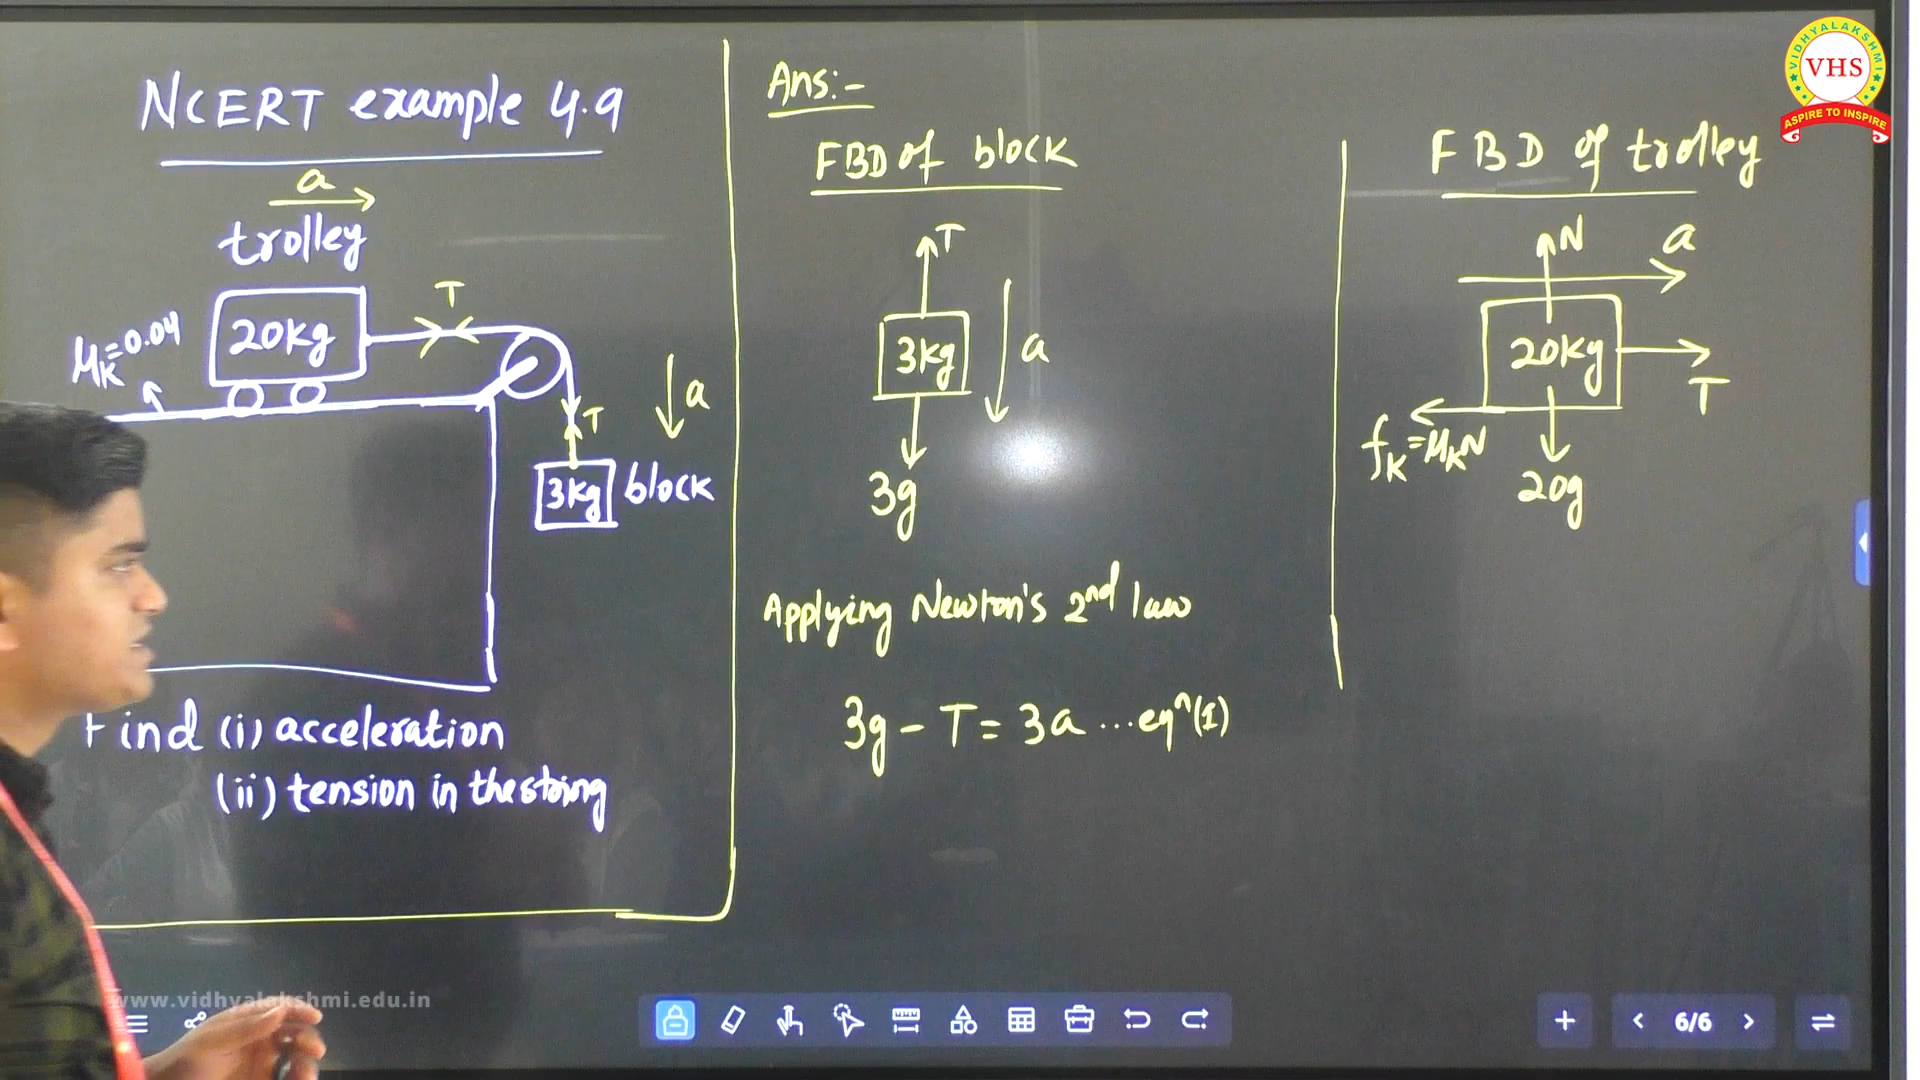 NCERT example 4.9
a
trolley
T
μK=0.04
20Kg
a
T
3Kg block
Find (i) acceleration
(ii) tension in the string
Ans:-
FBD of block
T
3kg
a
3g
Applying Newton's 2nd law
3g - T = 3a ...eqn(1)
FBD of trolley
N
a
20Kg
T
fK=μKN
20g
VIDHYALAKSHMI
VHS
ASPIRE TO INSPIRE
www.vidhyalakshmi.edu.in
6/6